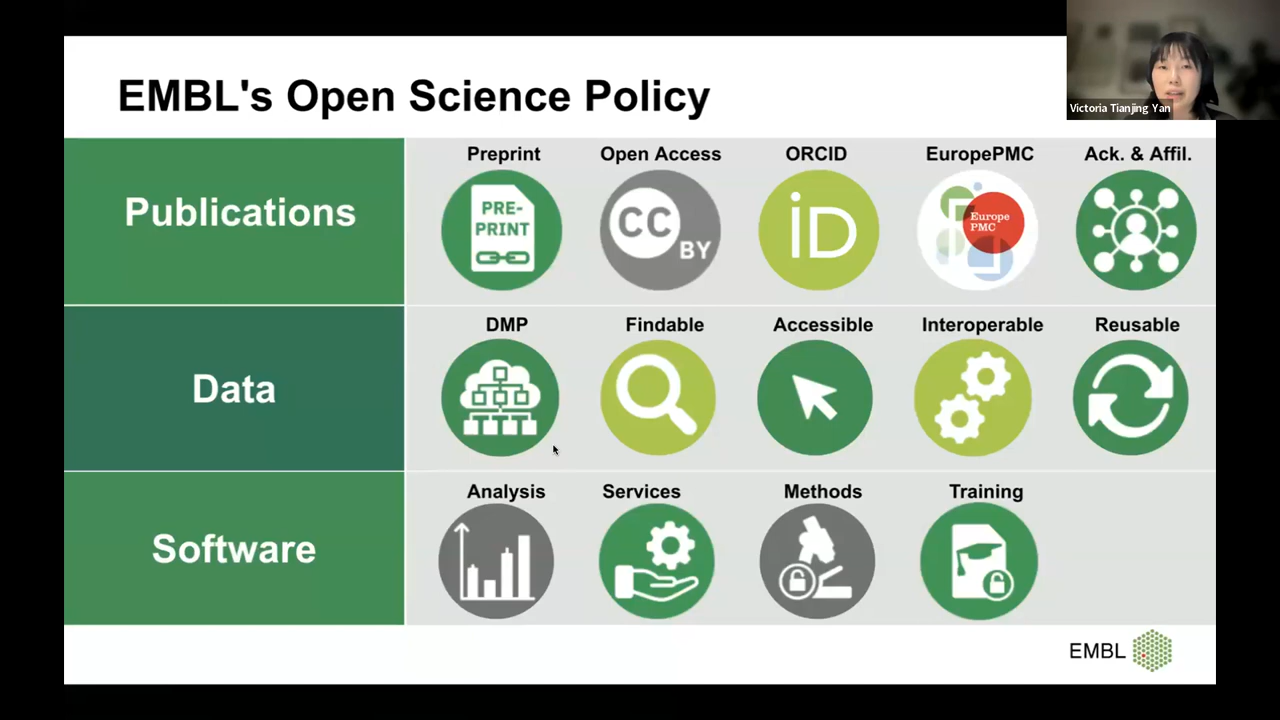 Victoria Tianjing Yan
EMBL's Open Science Policy
Publications
Preprint
Open Access
ORCID
EuropePMC
Ack. & Affil.
PRE-
PRINT
CC
BY
iD
Europe
PMC
Data
DMP
Findable
Accessible
Interoperable
Reusable
Software
Analysis
Services
Methods
Training
EMBL